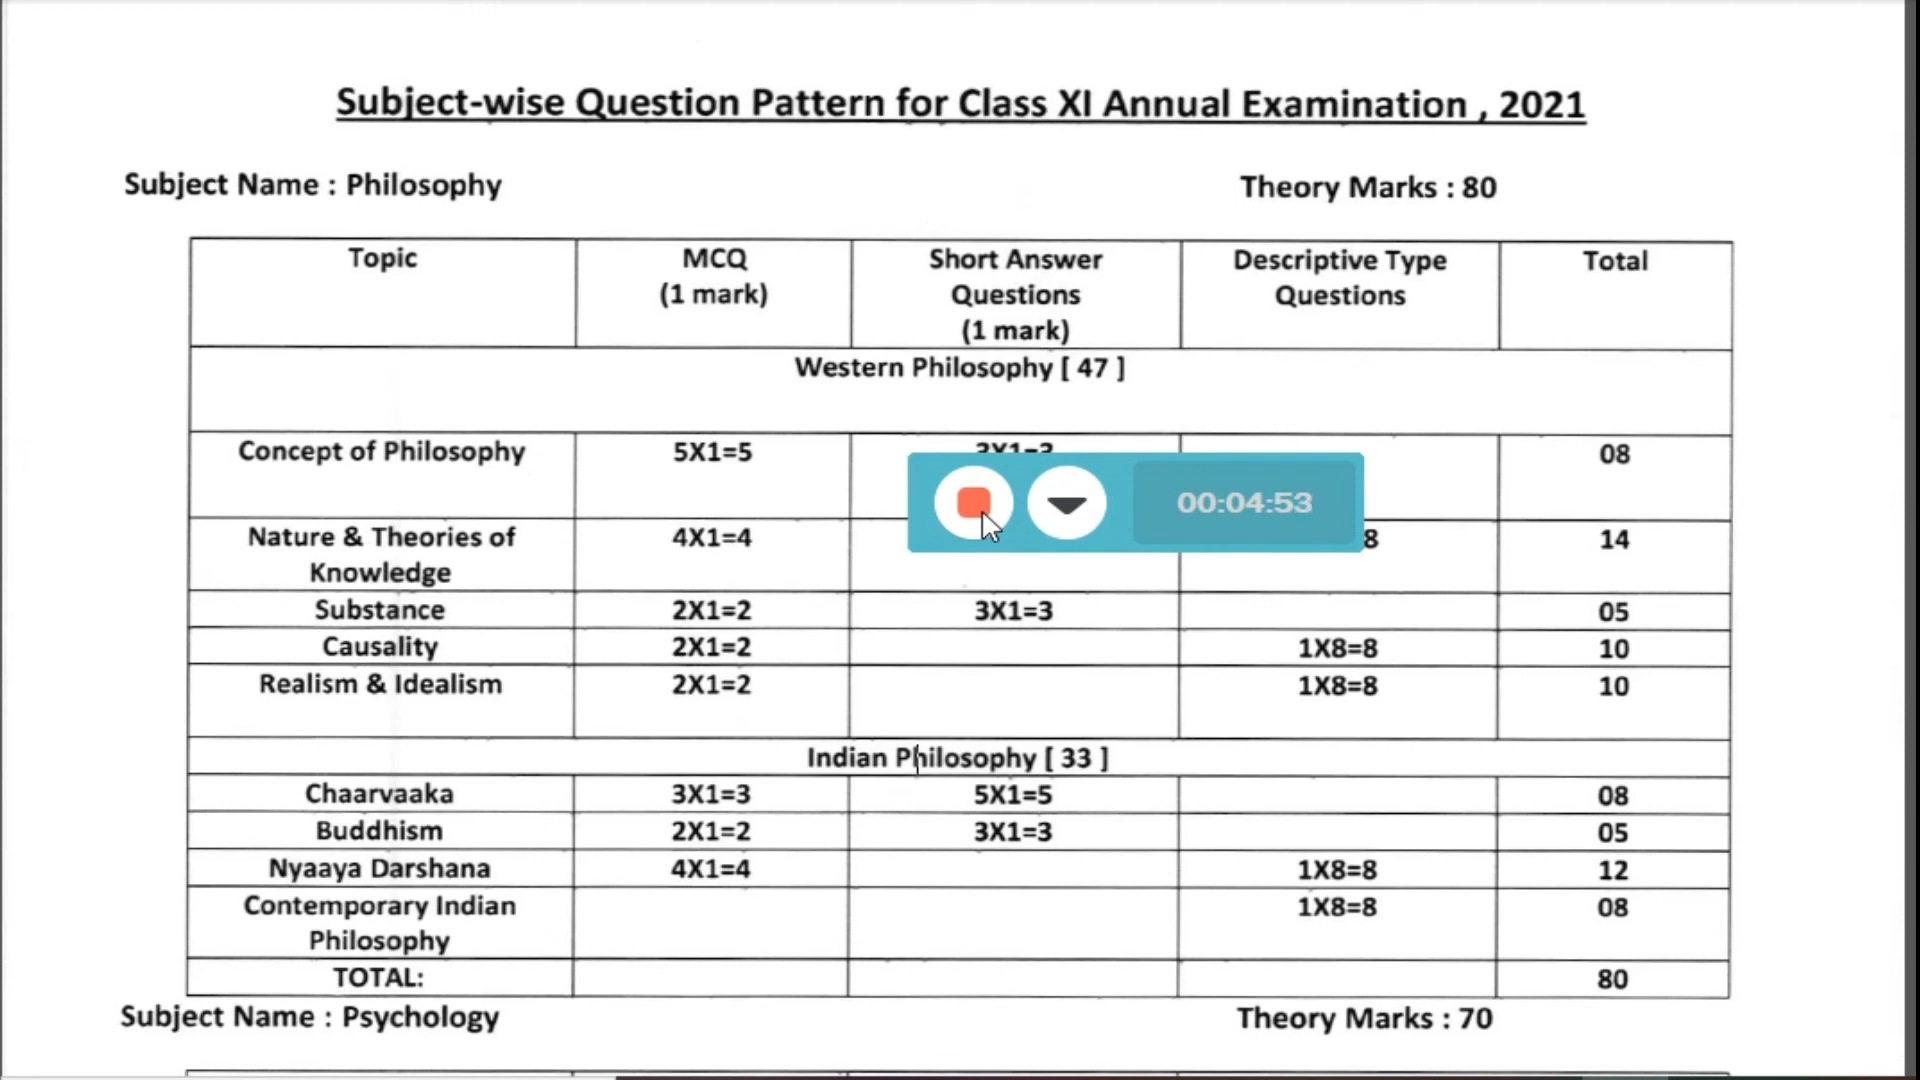 Subject-wise Question Pattern for Class XI Annual Examination , 2021
Subject Name : Philosophy
Theory Marks : 80
Topic
MCQ
(1 mark)
Short Answer
Questions
(1 mark)
Descriptive Type
Questions
Total
Western Philosophy [ 47 ]
Concept of Philosophy
5X1=5
3X1=3
08
00:04:53
Nature & Theories of
Knowledge
4X1=4
8
14
Substance
2X1=2
3X1=3
05
Causality
2X1=2
1X8=8
10
Realism & Idealism
2X1=2
1X8=8
10
Indian Philosophy [ 33 ]
Chaarvaaka
3X1=3
5X1=5
08
Buddhism
2X1=2
3X1=3
05
Nyaaya Darshana
4X1=4
1X8=8
12
Contemporary Indian
Philosophy
1X8=8
08
TOTAL:
80
Subject Name : Psychology
Theory Marks : 70